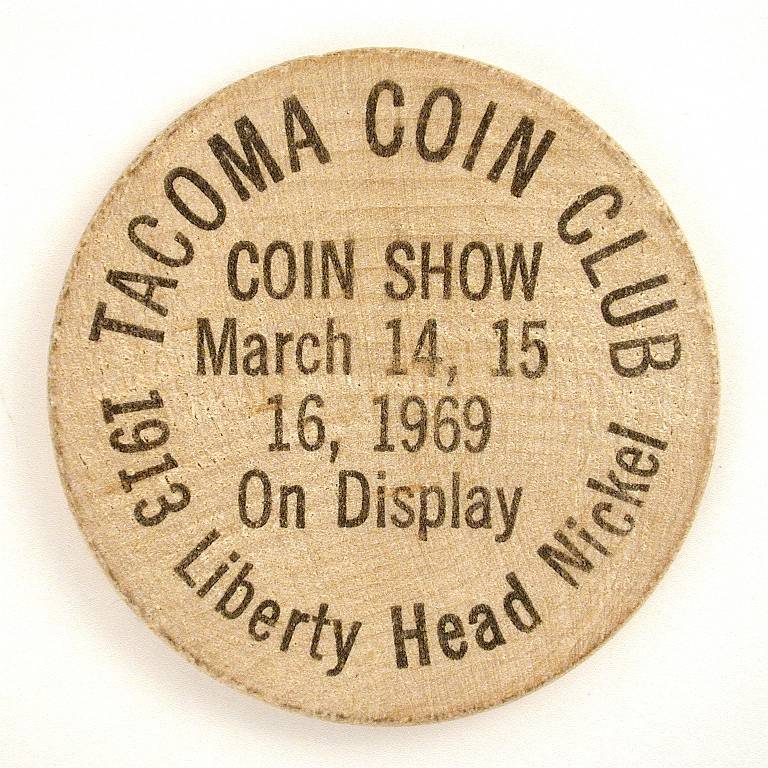 TACOMA COIN CLUB
COIN SHOW
March 14, 15
16, 1969
On Display
1913 Liberty Head Nickel